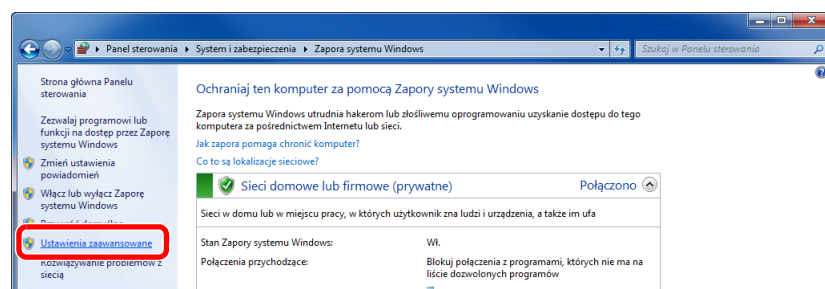 Panel sterowania ▸ System i zabezpieczenia ▸ Zapora systemu Windows
Szukaj w Panelu sterowania
Strona główna Panelu
sterowania
Zezwalaj programowi lub
funkcji na dostęp przez Zaporę
systemu Windows
Zmień ustawienia
powiadomień
Włącz lub wyłącz Zaporę
systemu Windows
Ustawienia zaawansowane
Rozwiązywanie problemów z
siecią
Ochraniaj ten komputer za pomocą Zapory systemu Windows
Zapora systemu Windows utrudnia hakerom lub złośliwemu oprogramowaniu uzyskanie dostępu do tego
komputera za pośrednictwem Internetu lub sieci.
Jak zapora pomaga chronić komputer?
Co to są lokalizacje sieciowe?
Sieci domowe lub firmowe (prywatne) Połączono
Sieci w domu lub w miejscu pracy, w których użytkownik zna ludzi i urządzenia, a także im ufa
Stan Zapory systemu Windows: Wł.
Połączenia przychodzące: Blokuj połączenia z programami, których nie ma na
liście dozwolonych programów